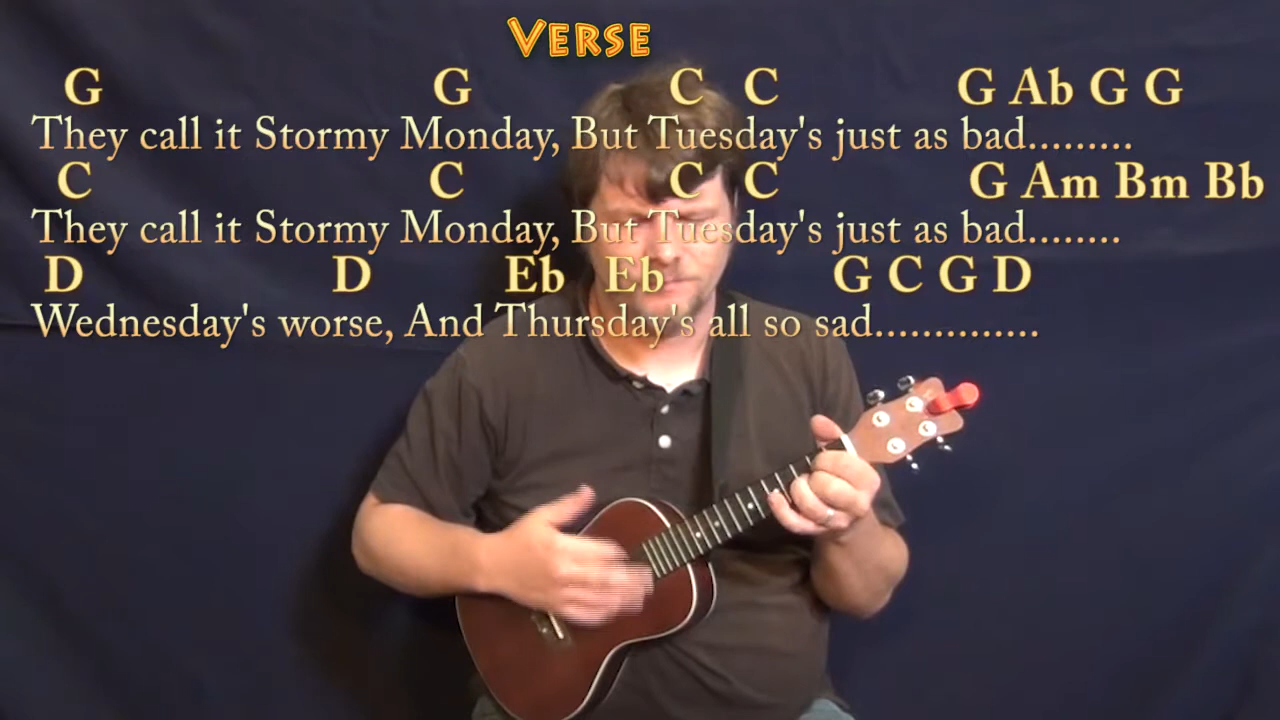 VERSE
G G C C G Ab G G
They call it Stormy Monday, But Tuesday's just as bad.........
C C C C G Am Bm Bb
They call it Stormy Monday, But Tuesday's just as bad........
D D Eb Eb G C G D
Wednesday's worse, And Thursday's all so sad..............